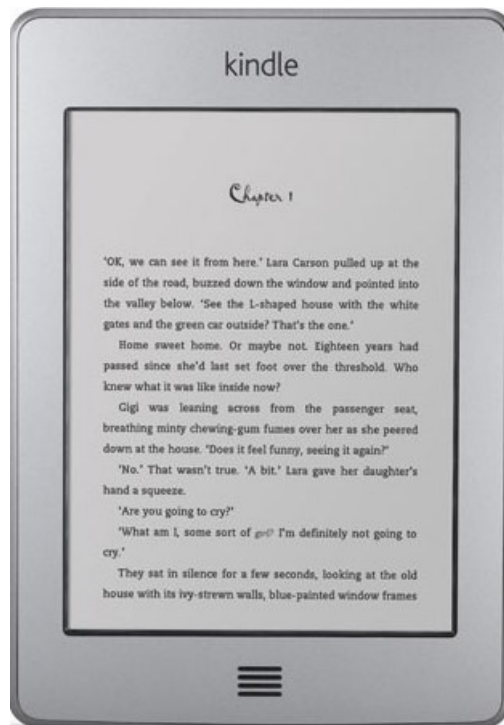 kindle
Chapter 1
'OK, we can see it from here.' Lara Carson pulled up at the
side of the road, buzzed down the window and pointed into
the valley below. 'See the L-shaped house with the white
gates and the green car outside? That's the one.'
Home sweet home. Or maybe not. Eighteen years had
passed since she'd last set foot over the threshold. Who
knew what it was like inside now?
Gigi was leaning across from the passenger seat,
breathing minty chewing-gum fumes over her as she peered
down at the house. 'Does it feel funny, seeing it again?'
'No.' That wasn't true. 'A bit.' Lara gave her daughter's
hand a squeeze.
'Are you going to cry?'
'What am I, some sort of girl? I'm definitely not going to
cry.'
They sat in silence for a few seconds, looking at the old
house with its ivy-strewn walls, blue-painted window frames